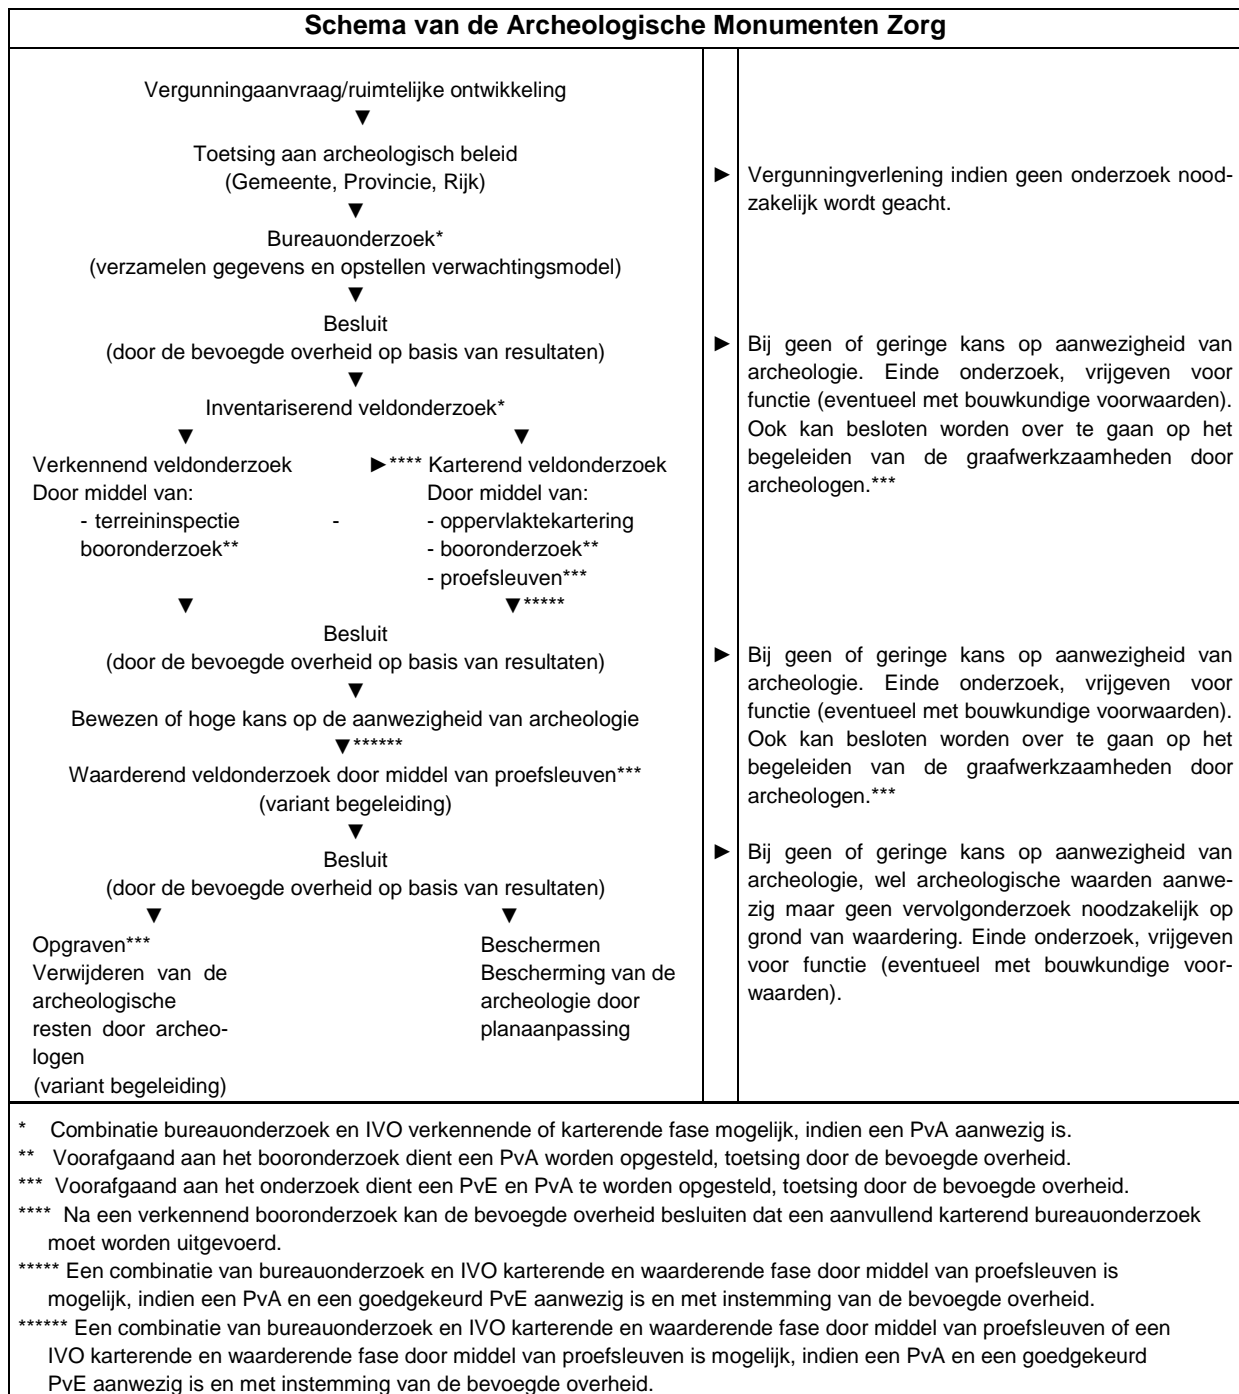 Schema van de Archeologische Monumenten Zorg
Vergunningaanvraag/ruimtelijke ontwikkeling
▼
Toetsing aan archeologisch beleid
(Gemeente, Provincie, Rijk)
▼
Bureauonderzoek*
(verzamelen gegevens en opstellen verwachtingsmodel)
▼
Besluit
(door de bevoegde overheid op basis van resultaten)
▼
Inventariserend veldonderzoek*
▼ ▼
Verkennend veldonderzoek ►**** Karterend veldonderzoek
Door middel van: Door middel van:
- terreininspectie - - oppervlaktekartering
booronderzoek** - booronderzoek**
- proefsleuven***
▼ ▼*****
Besluit
(door de bevoegde overheid op basis van resultaten)
▼
Bewezen of hoge kans op de aanwezigheid van archeologie
▼******
Waarderend veldonderzoek door middel van proefsleuven***
(variant begeleiding)
▼
Besluit
(door de bevoegde overheid op basis van resultaten)
▼ ▼
Opgraven*** Beschermen
Verwijderen van de Bescherming van de
archeologische archeologie door
resten door archeo- planaanpassing
logen
(variant begeleiding)
► Vergunningverlening indien geen onderzoek nood-
zakelijk wordt geacht.
► Bij geen of geringe kans op aanwezigheid van
archeologie. Einde onderzoek, vrijgeven voor
functie (eventueel met bouwkundige voorwaarden).
Ook kan besloten worden over te gaan op het
begeleiden van de graafwerkzaamheden door
archeologen.***
► Bij geen of geringe kans op aanwezigheid van
archeologie. Einde onderzoek, vrijgeven voor
functie (eventueel met bouwkundige voorwaarden).
Ook kan besloten worden over te gaan op het
begeleiden van de graafwerkzaamheden door
archeologen.***
► Bij geen of geringe kans op aanwezigheid van
archeologie, wel archeologische waarden aanwe-
zig maar geen vervolgonderzoek noodzakelijk op
grond van waardering. Einde onderzoek, vrijgeven
voor functie (eventueel met bouwkundige voor-
waarden).
* Combinatie bureauonderzoek en IVO verkennende of karterende fase mogelijk, indien een PvA aanwezig is.
** Voorafgaand aan het booronderzoek dient een PvA worden opgesteld, toetsing door de bevoegde overheid.
*** Voorafgaand aan het onderzoek dient een PvE en PvA te worden opgesteld, toetsing door de bevoegde overheid.
**** Na een verkennend booronderzoek kan de bevoegde overheid besluiten dat een aanvullend karterend bureauonderzoek
moet worden uitgevoerd.
***** Een combinatie van bureauonderzoek en IVO karterende en waarderende fase door middel van proefsleuven is
mogelijk, indien een PvA en een goedgekeurd PvE aanwezig is en met instemming van de bevoegde overheid.
****** Een combinatie van bureauonderzoek en IVO karterende en waarderende fase door middel van proefsleuven of een
IVO karterende en waarderende fase door middel van proefsleuven is mogelijk, indien een PvA en een goedgekeurd
PvE aanwezig is en met instemming van de bevoegde overheid.